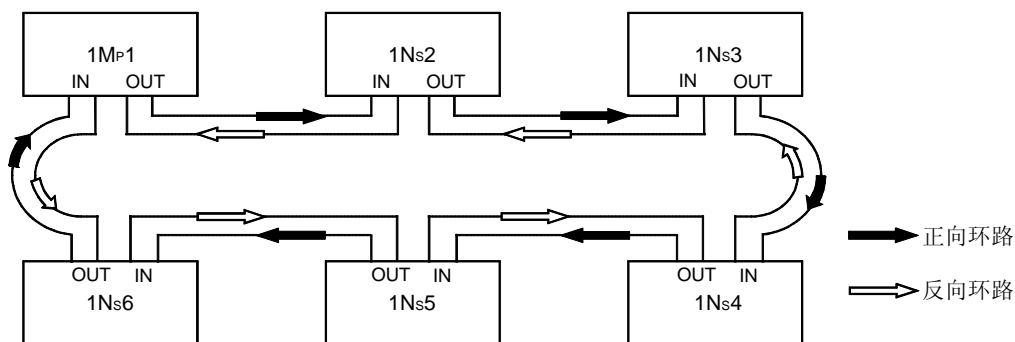 1MP1
1NS2
1NS3
IN OUT
IN OUT
IN OUT
正向环路
OUT IN
OUT IN
OUT IN
反向环路
1NS6
1NS5
1NS4